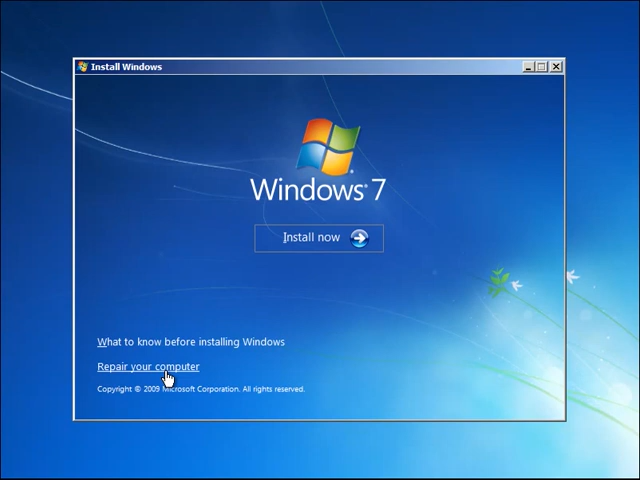 Install Windows
Windows 7
Install now
What to know before installing Windows
Repair your computer
Copyright © 2009 Microsoft Corporation. All rights reserved.